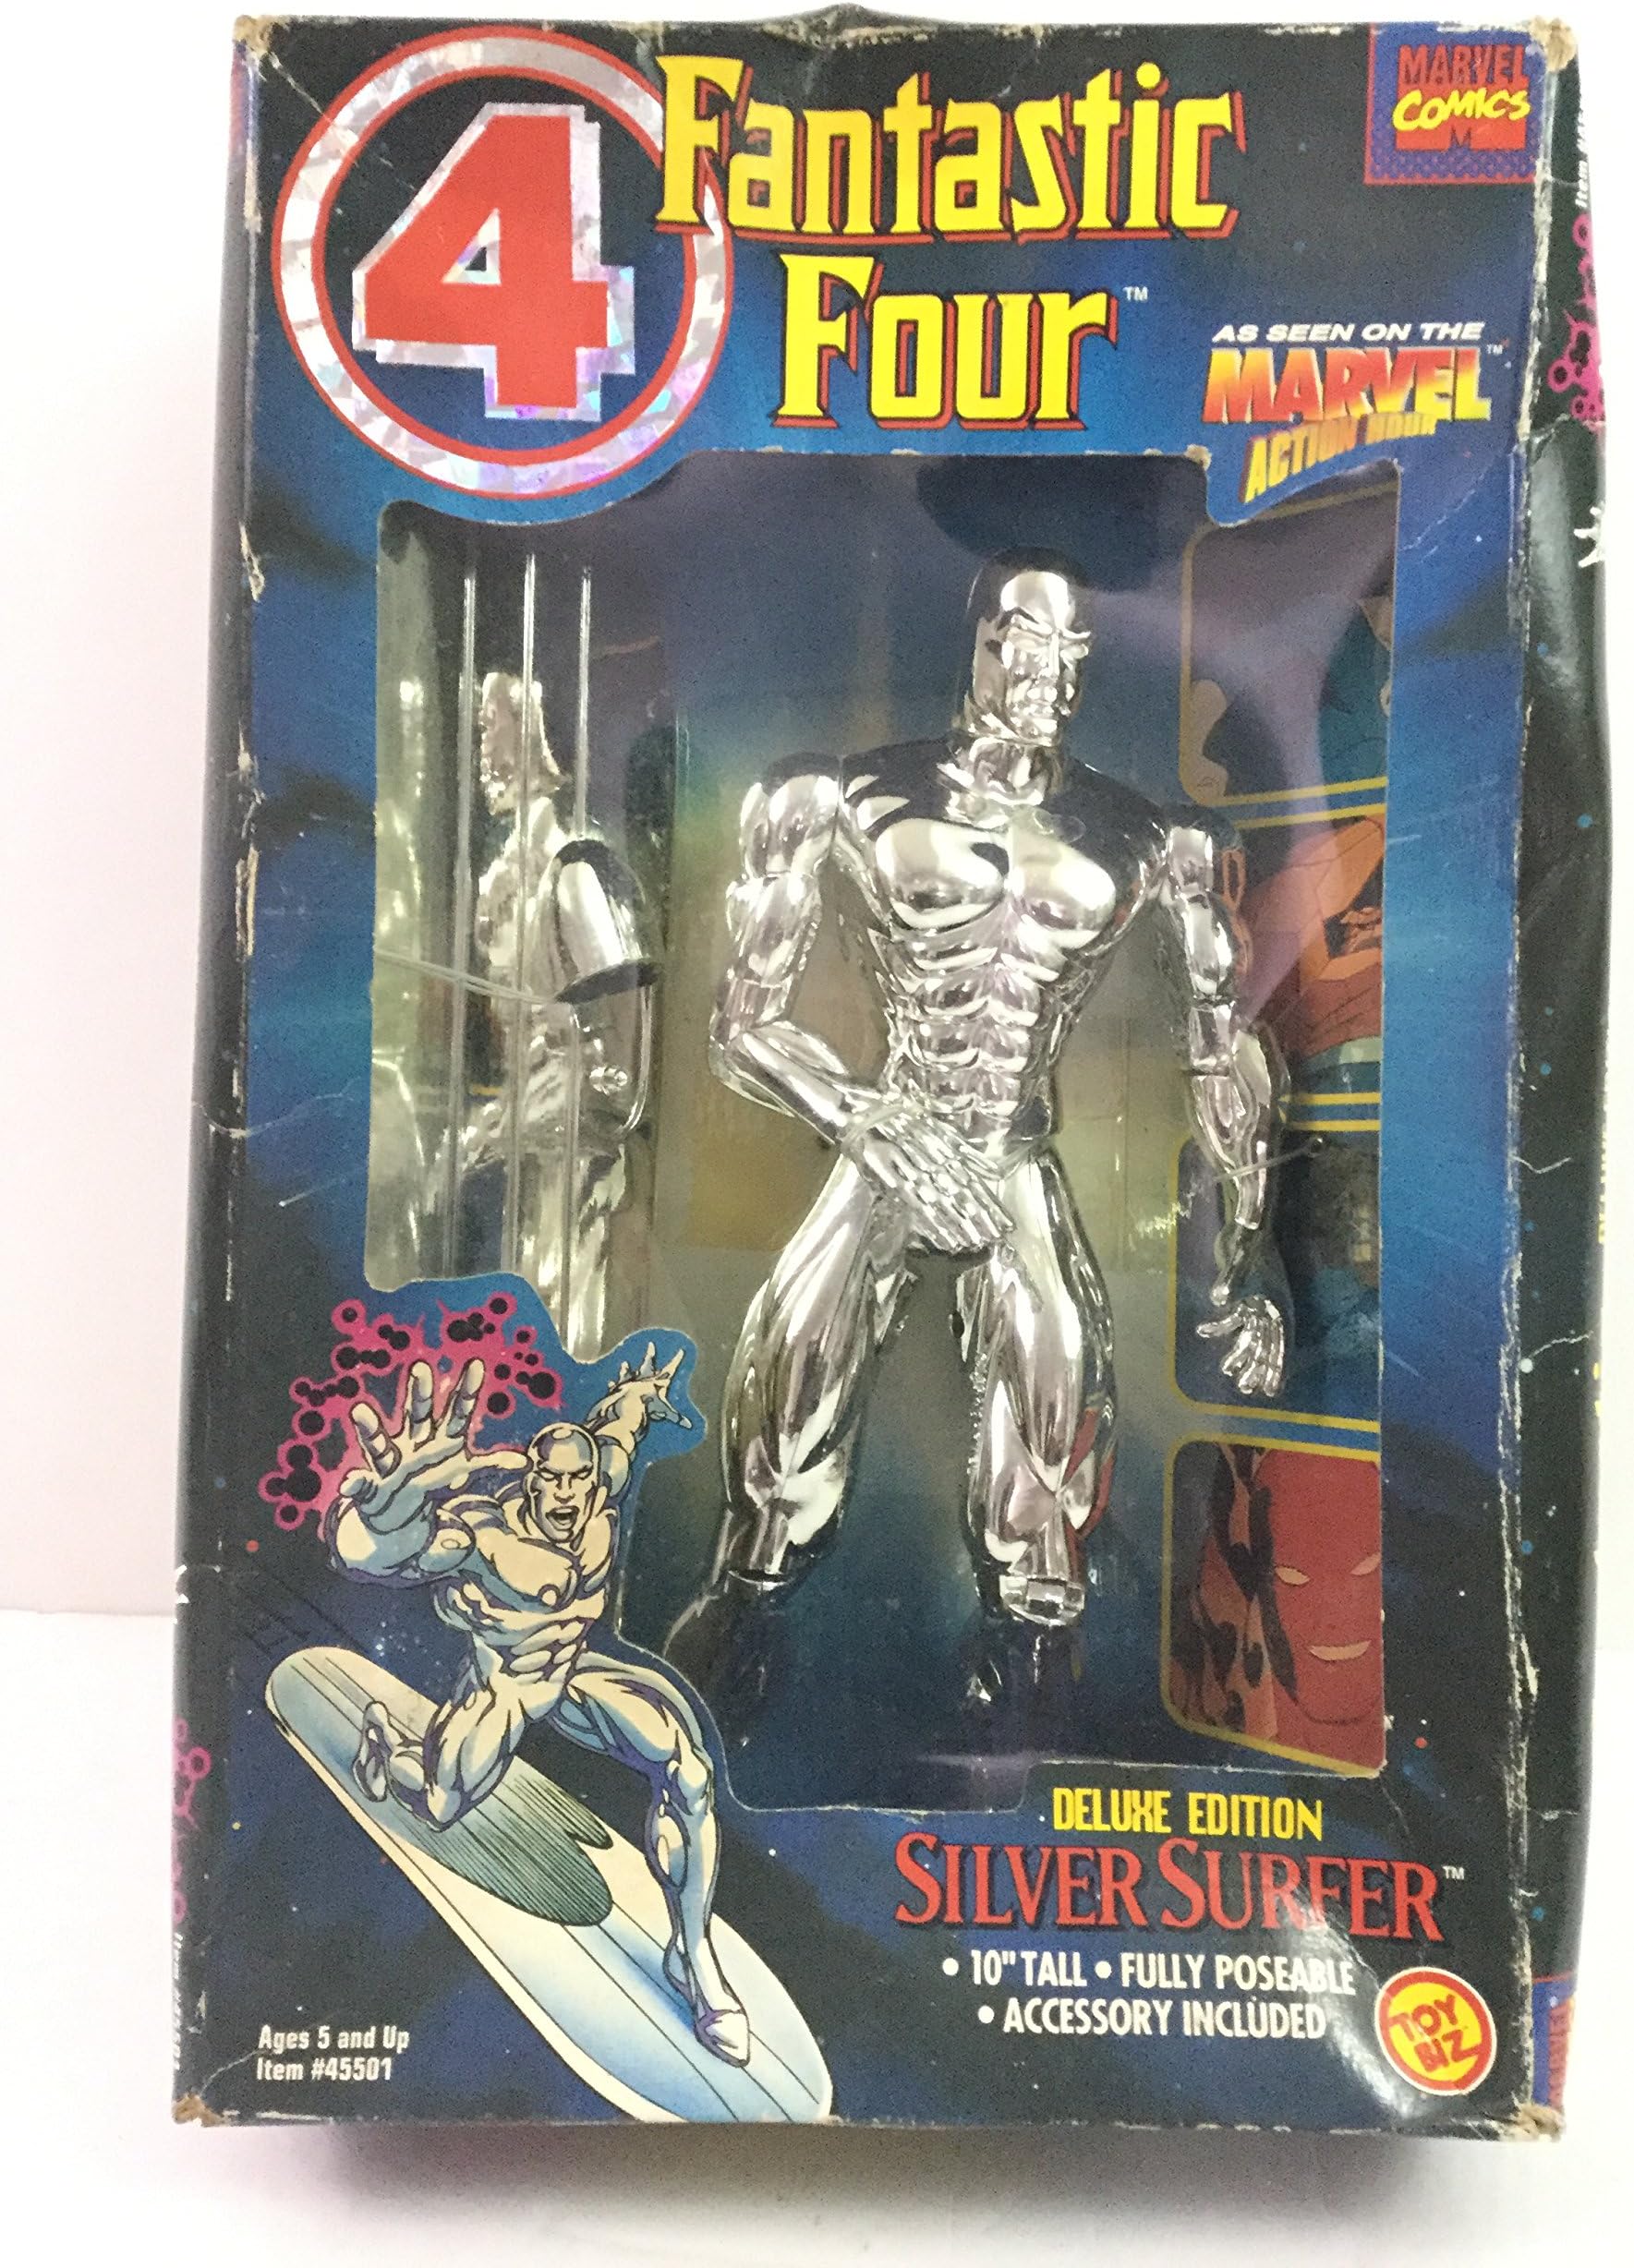 4
Fantastic
Four™
MARVEL
COMICS
M
AS SEEN ON THE
MARVEL™
ACTION HOUR
DELUXE EDITION
SILVER SURFER™
• 10" TALL • FULLY POSEABLE
• ACCESSORY INCLUDED
TOY
BIZ
Ages 5 and Up
Item #45501